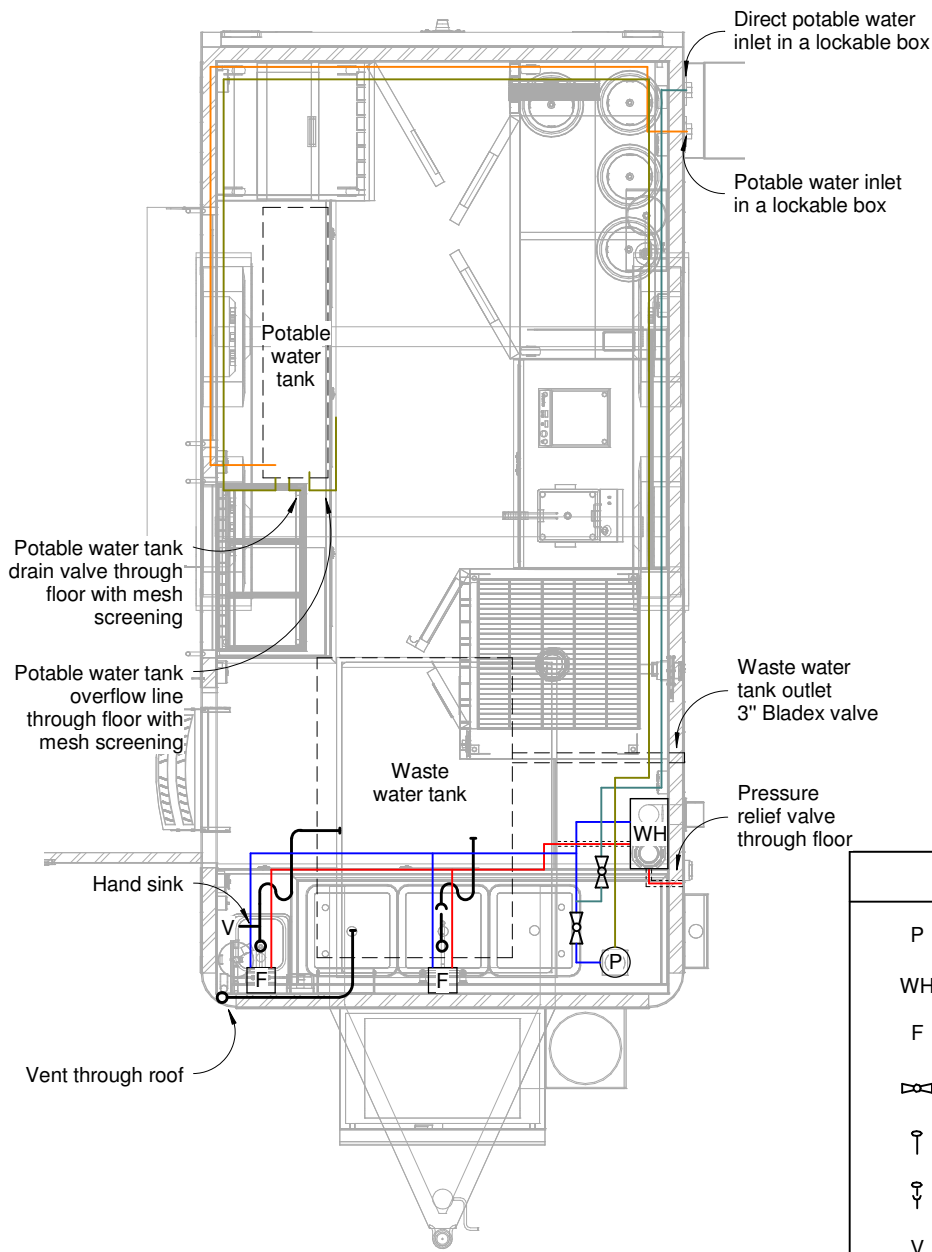 Direct potable water
inlet in a lockable box
Potable water inlet
in a lockable box
Potable
water
tank
Potable water tank
drain valve through
floor with mesh
screening
Potable water tank
overflow line
through floor with
mesh screening
Waste water
tank outlet
3" Bladex valve
Waste
water tank
Pressure
relief valve
through floor
WH
Hand sink
V
F
F
P
Vent through roof
P
WH
F
V